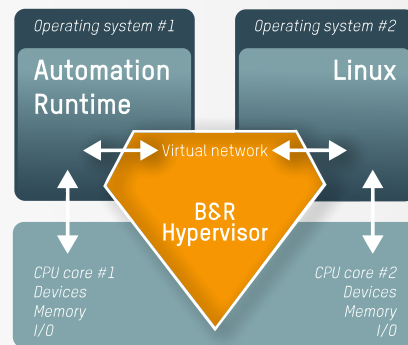 Operating system #1
Operating system #2
Automation
Runtime
Linux
Virtual network
B&R
Hypervisor
CPU core #1
Devices
Memory
I/O
CPU core #2
Devices
Memory
I/O